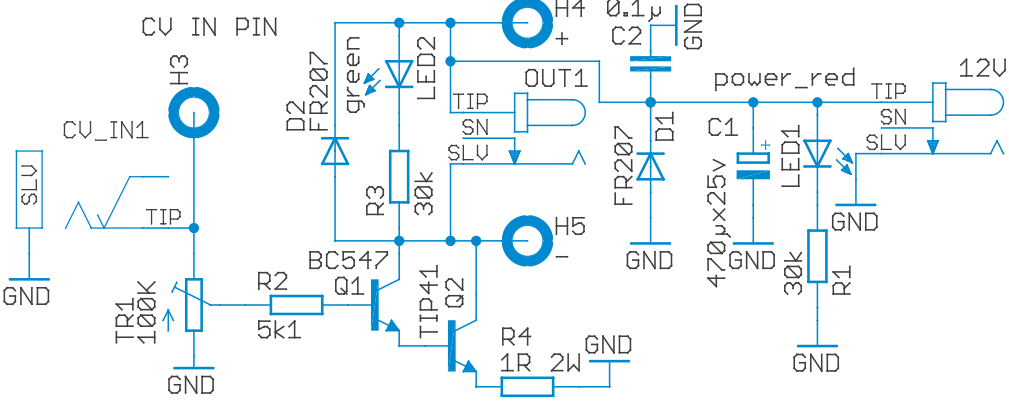 CV IN PIN
H3
CV_IN1
SLV
TIP
GND
TR1
100K
GND
R2
5k1
D2
FR207
green
LED2
R3
30k
H4
+
OUT1
TIP
SN
SLV
H5
-
BC547
Q1
TIP41
Q2
R4
1R 2W
GND
0.1µ
C2
GND
D1
FR207
GND
power_red
C1
+
470µx25v
GND
LED1
30k
R1
GND
12V
TIP
SN
SLV
GND